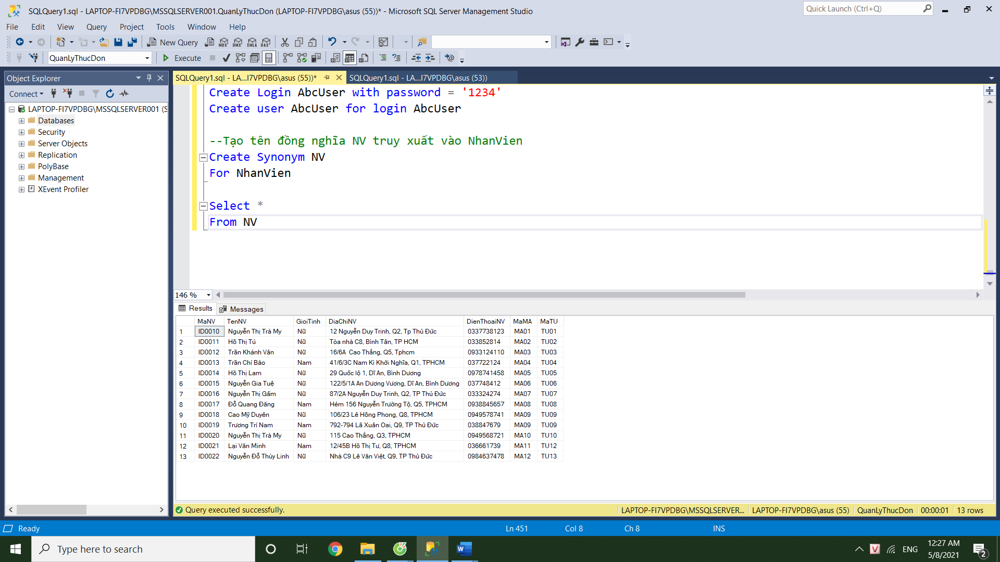 SQLQuery1.sql - LAPTOP-FI7VPDBG\MSSQLSERVER001.QuanLyThucDon (LAPTOP-FI7VPDBG\asus (55))* - Microsoft SQL Server Management Studio
Quick Launch (Ctrl+Q)
File Edit View Query Project Tools Window Help
New Query MDX DMX XMLA DAX
QuanLyThucDon Execute
Object Explorer
Connect
LAPTOP-FI7VPDBG\MSSQLSERVER001 (S
Databases
Security
Server Objects
Replication
PolyBase
Management
XEvent Profiler
SQLQuery1.sql - LA...I7VPDBG\asus (55))* SQLQuery1.sql - LA...I7VPDBG\asus (53))
Create Login AbcUser with password = '1234'
Create user AbcUser for login AbcUser
--Tạo tên đồng nghĩa NV truy xuất vào NhanVien
Create Synonym NV
For NhanVien
Select *
From NV
146 %
Results Messages
MaNV TenNV GioiTinh DiaChiNV DienThoaiNV MaMA MaTU
1 ID0010 Nguyễn Thị Trà My Nữ 12 Nguyễn Duy Trinh, Q2, Tp Thủ Đức 0337738123 MA01 TU01
2 ID0011 Hồ Thị Tú Nữ Tòa nhà C8, Bình Tân, TP HCM 033852814 MA02 TU02
3 ID0012 Trần Khánh Vân Nữ 16/6A Cao Thắng, Q5, Tphcm 0933124110 MA03 TU03
4 ID0013 Trần Chí Bảo Nam 41/6/3C Nam Kì Khởi Nghĩa, Q1, TPHCM 037722124 MA04 TU04
5 ID0014 Hồ Thị Lam Nữ 29 Quốc lộ 1, Dĩ An, Bình Dương 0978741458 MA05 TU05
6 ID0015 Nguyễn Gia Tuệ Nữ 122/5/1A An Dương Vương, Dĩ An, Bình Dương 037748412 MA06 TU06
7 ID0016 Nguyễn Thị Gấm Nữ 87/2A Nguyễn Duy Trinh, Q2, TP Thủ Đức 033324274 MA07 TU07
8 ID0017 Đỗ Quang Đăng Nam Hẻm 156 Nguyễn Trường Tộ, Q5, TPHCM 0938845657 MA08 TU08
9 ID0018 Cao Mỹ Duyên Nữ 106/23 Lê Hồng Phong, Q8, TPHCM 0949578741 MA09 TU09
10 ID0019 Trương Trí Nam Nam 792-794 Lã Xuân Oai, Q9, TP Thủ Đức 038847679 MA09 TU09
11 ID0020 Nguyễn Thị Trà My Nữ 115 Cao Thắng, Q3, TPHCM 0949568721 MA10 TU10
12 ID0021 Lại Văn Minh Nam 12/45B Hồ Thị Tư, Q8, TPHCM 036661739 MA11 TU12
13 ID0022 Nguyễn Đỗ Thùy Linh Nữ Nhà C9 Lê Văn Việt, Q9, TP Thủ Đức 0984637478 MA12 TU13
Query executed successfully. LAPTOP-FI7VPDBG\MSSQLSERVER... LAPTOP-FI7VPDBG\asus (55) QuanLyThucDon 00:00:01 13 rows
Ready Ln 451 Col 8 Ch 8 INS
Type here to search ENG 12:27 AM
5/8/2021 2